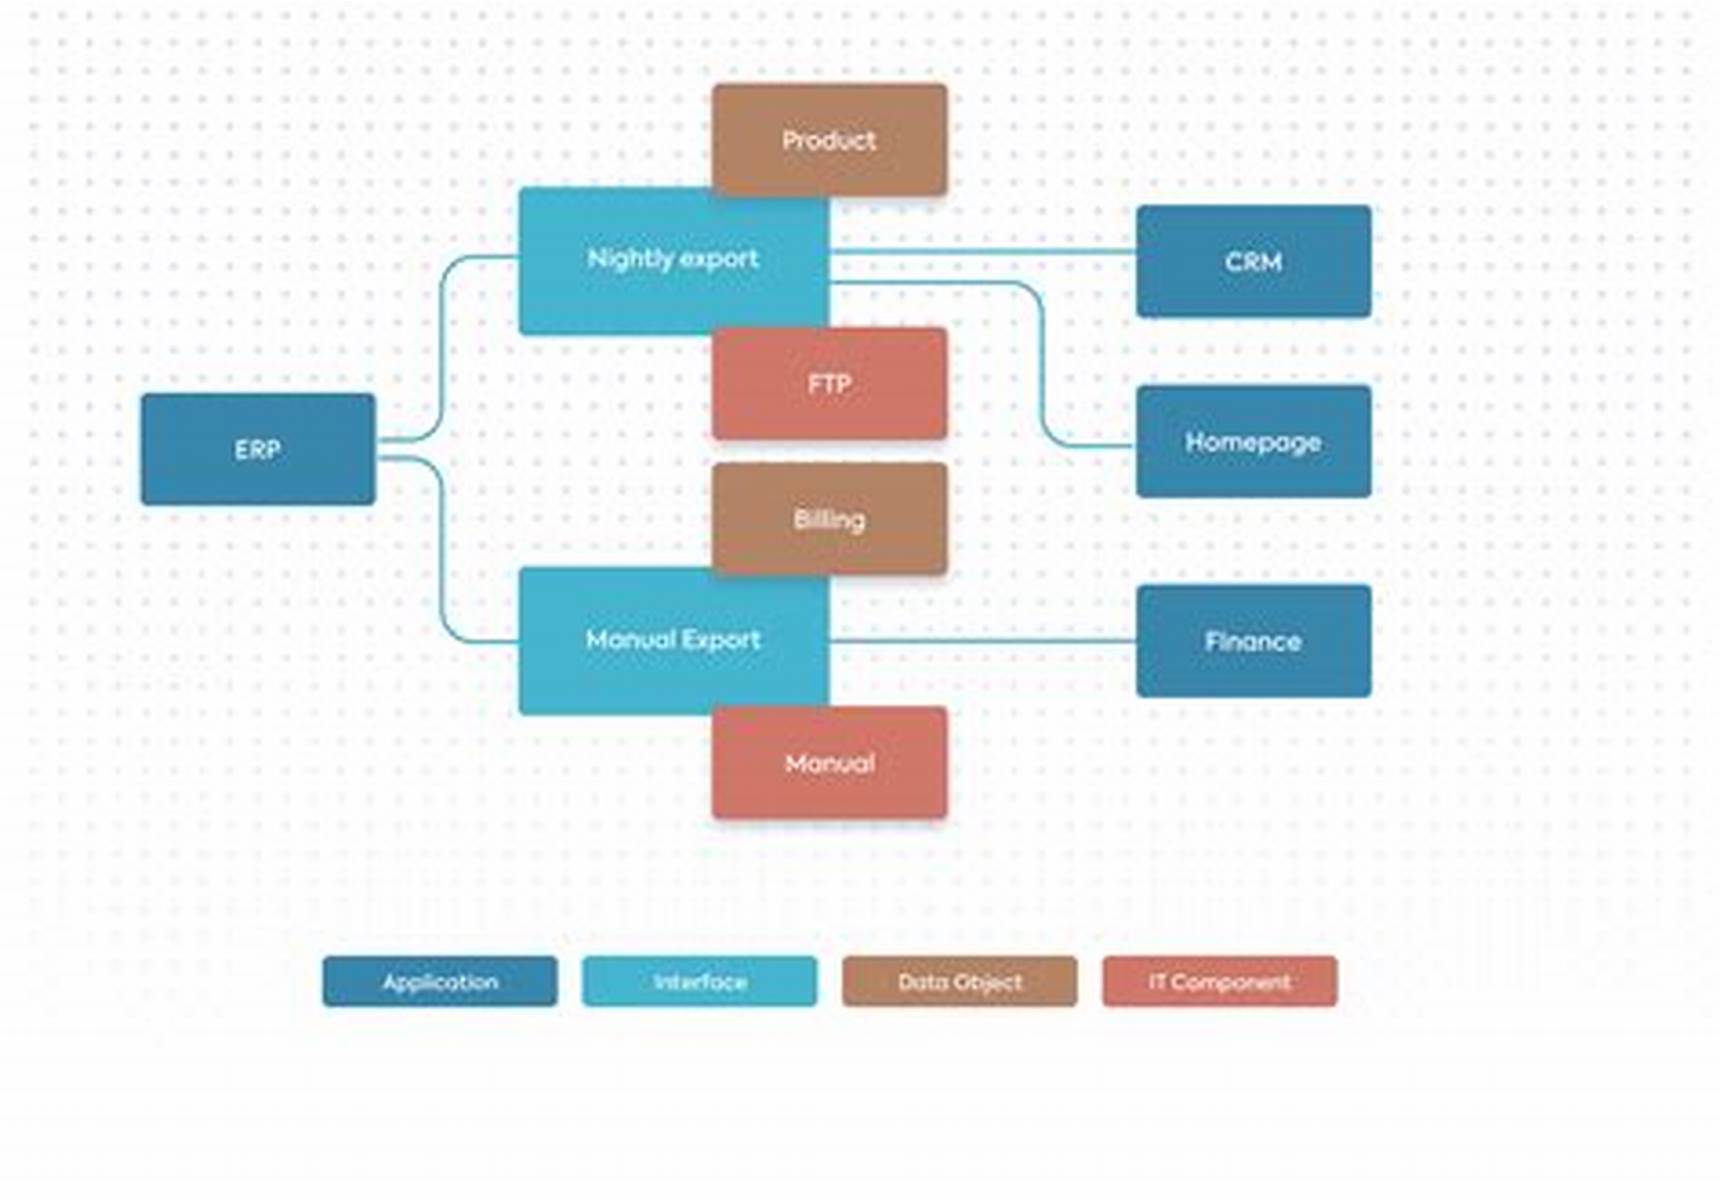 Product
Nightly export
CRM
FTP
Homepage
ERP
Billing
Manual Export
Finance
Manual
Application
Interface
Data Object
IT Component